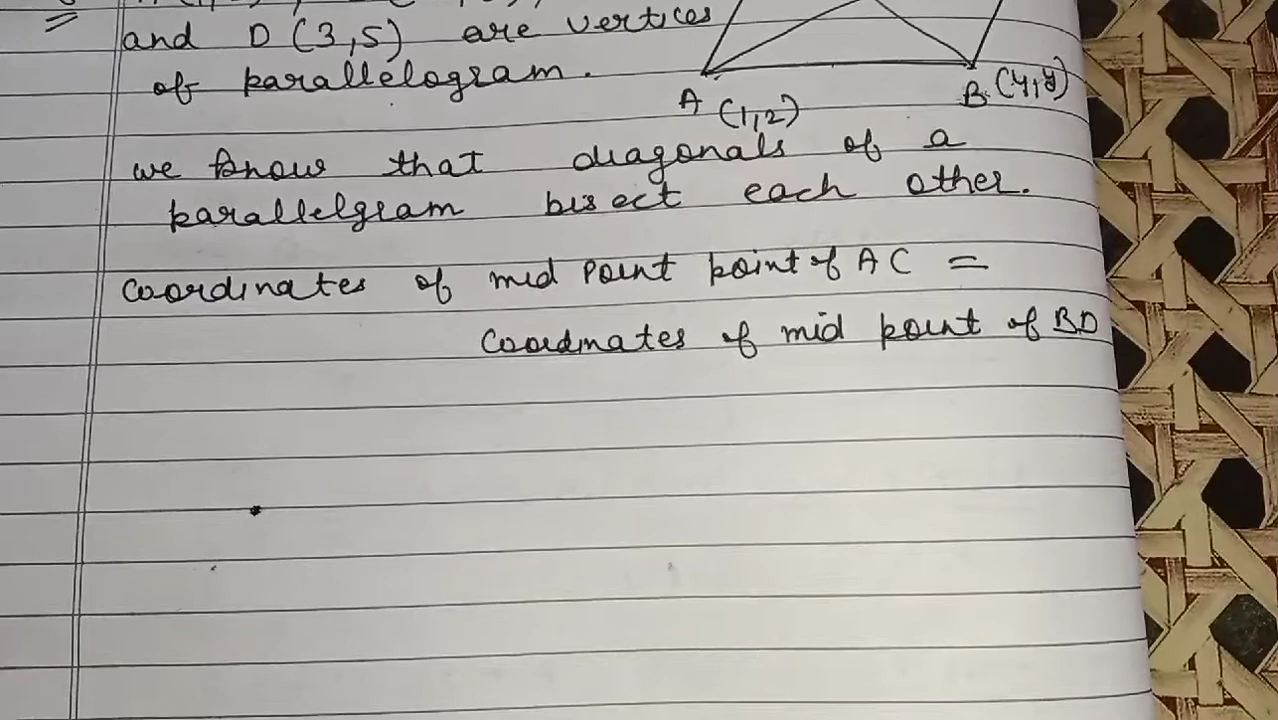 and D (3,5) are vertices
of parallelogram.
A (1,2)
B (4,y)
we know that diagonals of a
parallelgram bisect each other.
Coordinates of mid point point of AC =
Coordinates of mid point of BD